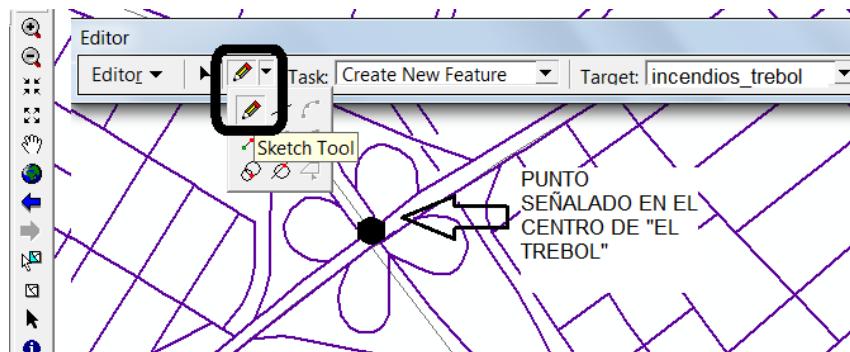 Editor
Editor Task: Create New Feature Target: incendios_trebol
Sketch Tool
PUNTO
SEÑALADO EN EL
CENTRO DE "EL
TREBOL"